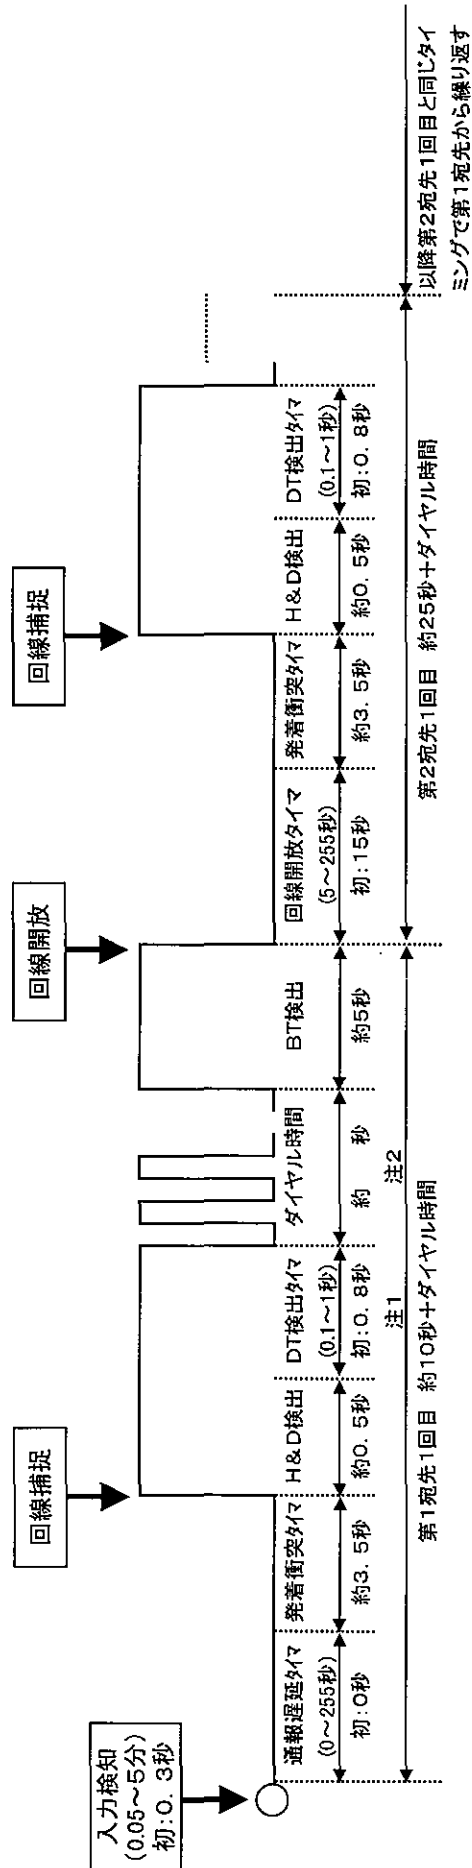 入力検知
(0.05～5分)
初:0. 3秒
回線捕捉
回線開放
回線捕捉
通報遅延タイマ
(0～255秒)
初:0秒
発着衝突タイマ
約3. 5秒
H&D検出
約0. 5秒
DT検出タイマ
(0.1～1秒)
初:0. 8秒
ダイヤル時間
約　　秒
BT検出
約5秒
回線開放タイマ
(5～255秒)
初:15秒
発着衝突タイマ
約3. 5秒
H&D検出
約0. 5秒
DT検出タイマ
(0.1～1秒)
初:0. 8秒
注1　　注2
第1宛先1回目　約10秒+ダイヤル時間
第2宛先1回目　約25秒+ダイヤル時間
以降第2宛先1回目と同じタイ
ミングで第1宛先から繰り返す